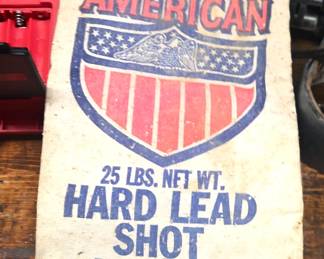 AMERICAN
25 LBS. NET WT.
HARD LEAD
SHOT